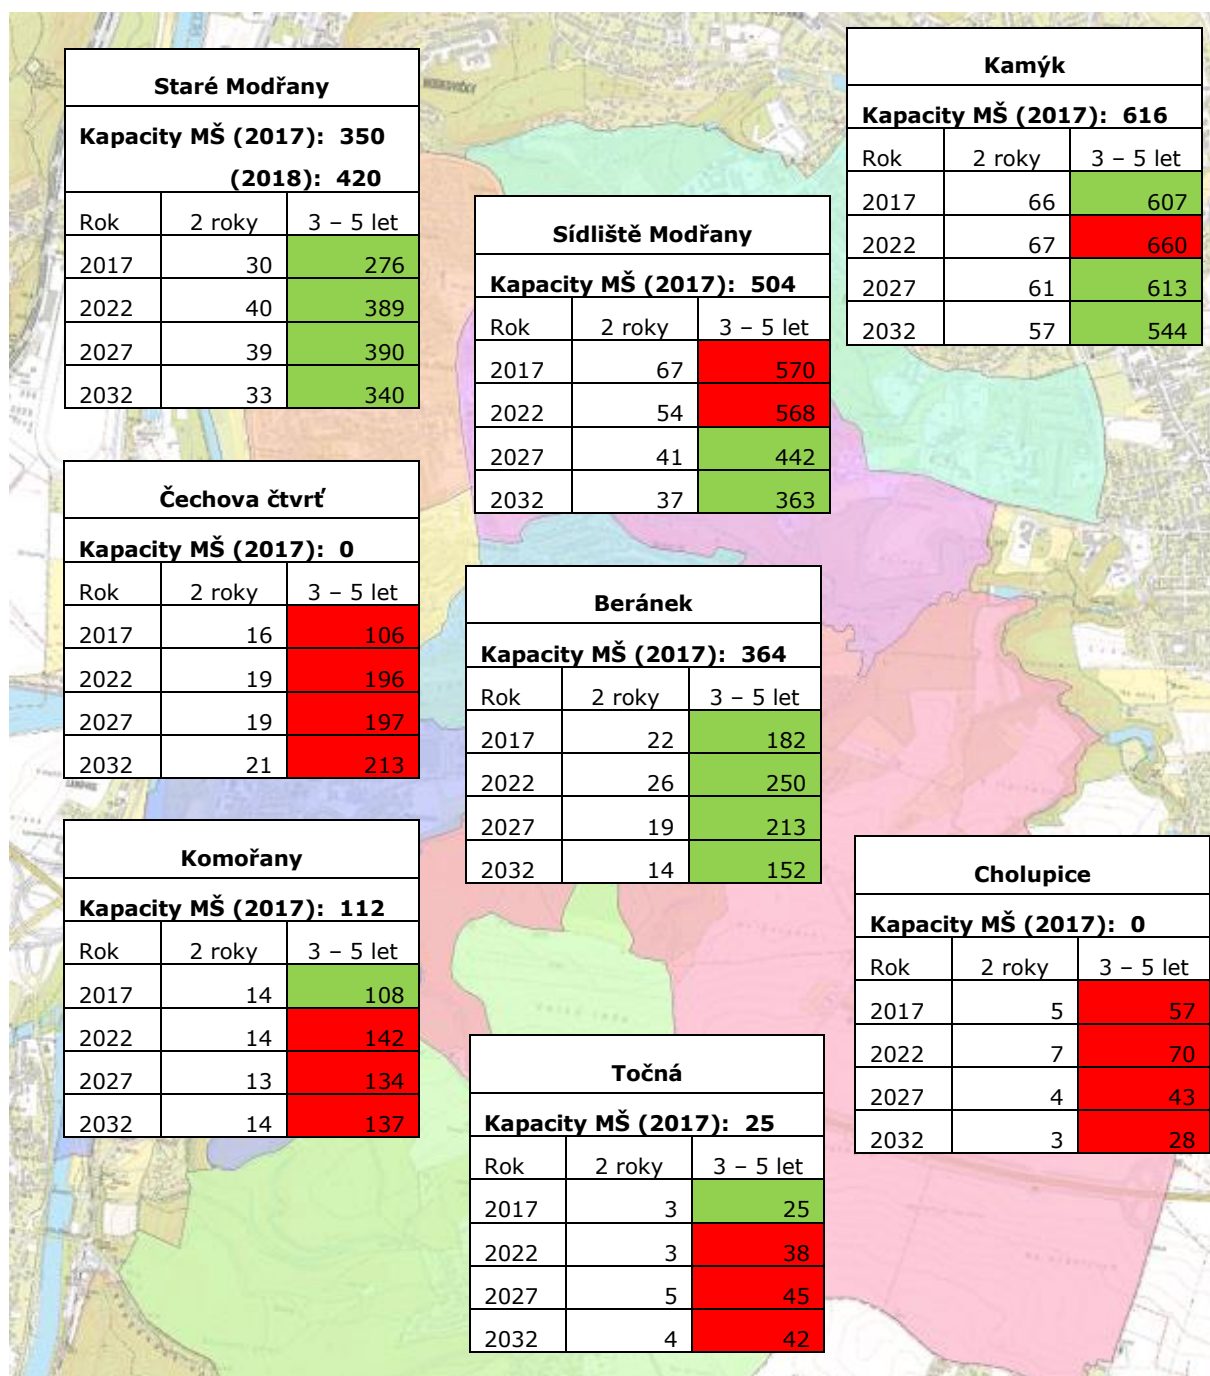 Staré Modřany
Kapacity MŠ (2017): 350
(2018): 420
Rok 2 roky 3 – 5 let
2017 30 276
2022 40 389
2027 39 390
2032 33 340
Kamýk
Kapacity MŠ (2017): 616
Rok 2 roky 3 – 5 let
2017 66 607
2022 67 660
2027 61 613
2032 57 544
Sídliště Modřany
Kapacity MŠ (2017): 504
Rok 2 roky 3 – 5 let
2017 67 570
2022 54 568
2027 41 442
2032 37 363
Čechova čtvrť
Kapacity MŠ (2017): 0
Rok 2 roky 3 – 5 let
2017 16 106
2022 19 196
2027 19 197
2032 21 213
Beránek
Kapacity MŠ (2017): 364
Rok 2 roky 3 – 5 let
2017 22 182
2022 26 250
2027 19 213
2032 14 152
Komořany
Kapacity MŠ (2017): 112
Rok 2 roky 3 – 5 let
2017 14 108
2022 14 142
2027 13 134
2032 14 137
Cholupice
Kapacity MŠ (2017): 0
Rok 2 roky 3 – 5 let
2017 5 57
2022 7 70
2027 4 43
2032 3 28
Točná
Kapacity MŠ (2017): 25
Rok 2 roky 3 – 5 let
2017 3 25
2022 3 38
2027 5 45
2032 4 42